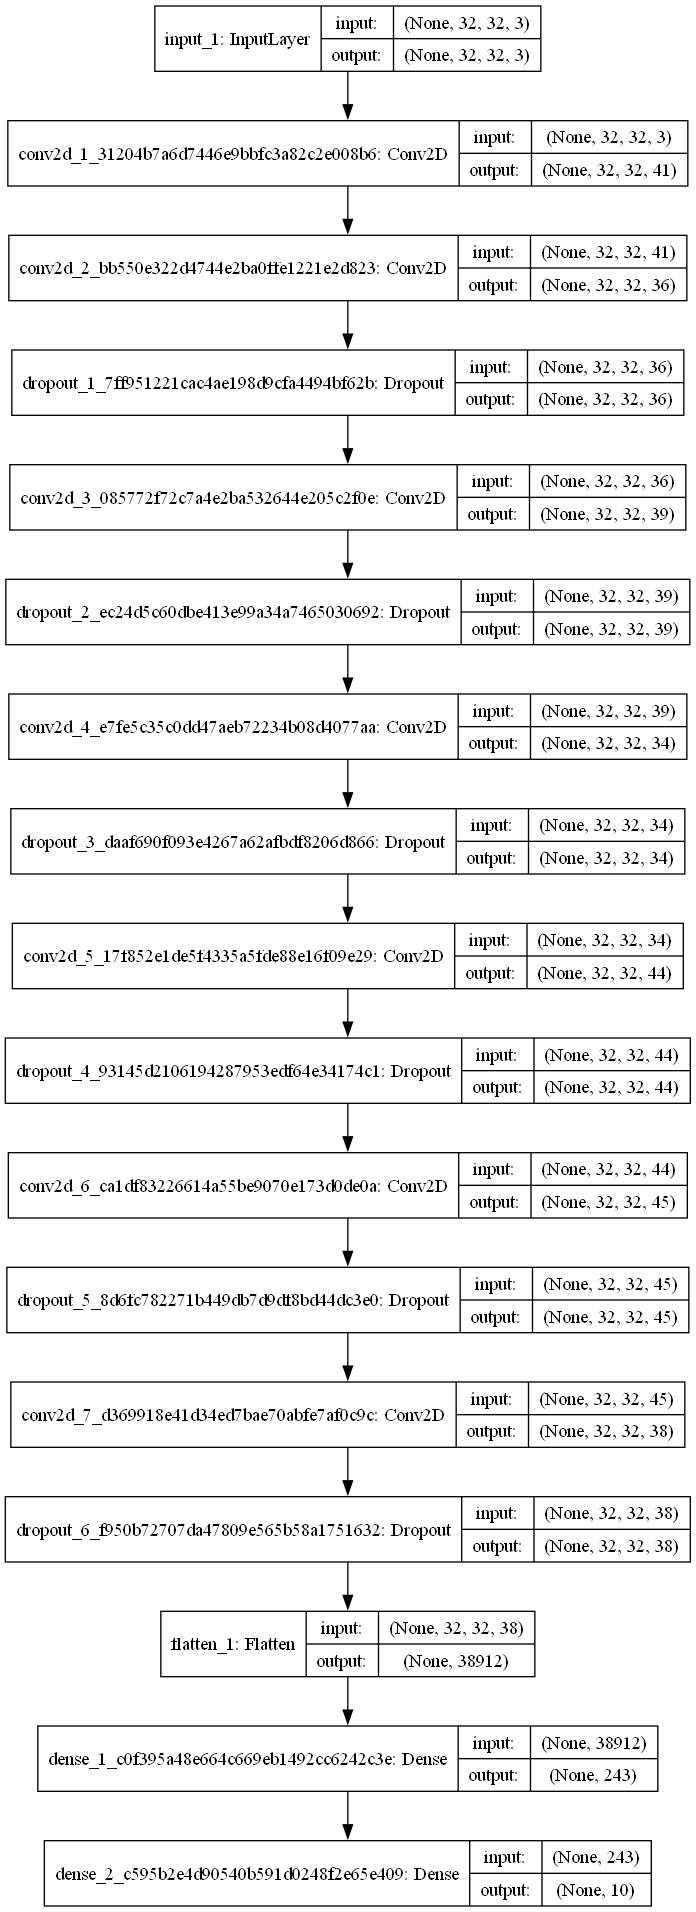 input_1: InputLayer
input: (None, 32, 32, 3)
output: (None, 32, 32, 3)
conv2d_1_31204b7a6d7446e9bbfc3a82c2e008b6: Conv2D
input: (None, 32, 32, 3)
output: (None, 32, 32, 41)
conv2d_2_bb550e322d4744e2ba0ffe1221e2d823: Conv2D
input: (None, 32, 32, 41)
output: (None, 32, 32, 36)
dropout_1_7ff951221cac4ae198d9cfa4494bf62b: Dropout
input: (None, 32, 32, 36)
output: (None, 32, 32, 36)
conv2d_3_085772f72c7a4e2ba532644e205c2f0e: Conv2D
input: (None, 32, 32, 36)
output: (None, 32, 32, 39)
dropout_2_ec24d5c60dbe413e99a34a7465030692: Dropout
input: (None, 32, 32, 39)
output: (None, 32, 32, 39)
conv2d_4_e7fe5c35c0dd47aeb72234b08d4077aa: Conv2D
input: (None, 32, 32, 39)
output: (None, 32, 32, 34)
dropout_3_daaf690f093e4267a62afbdf8206d866: Dropout
input: (None, 32, 32, 34)
output: (None, 32, 32, 34)
conv2d_5_17f852e1de5f4335a5fde88e16f09e29: Conv2D
input: (None, 32, 32, 34)
output: (None, 32, 32, 44)
dropout_4_93145d2106194287953edf64e34174c1: Dropout
input: (None, 32, 32, 44)
output: (None, 32, 32, 44)
conv2d_6_ca1df83226614a55be9070e173d0de0a: Conv2D
input: (None, 32, 32, 44)
output: (None, 32, 32, 45)
dropout_5_8d6fc782271b449db7d9df8bd44dc3e0: Dropout
input: (None, 32, 32, 45)
output: (None, 32, 32, 45)
conv2d_7_d369918e41d34ed7bae70abfe7af0c9c: Conv2D
input: (None, 32, 32, 45)
output: (None, 32, 32, 38)
dropout_6_f950b72707da47809e565b58a1751632: Dropout
input: (None, 32, 32, 38)
output: (None, 32, 32, 38)
flatten_1: Flatten
input: (None, 32, 32, 38)
output: (None, 38912)
dense_1_c0f395a48e664c669eb1492cc6242c3e: Dense
input: (None, 38912)
output: (None, 243)
dense_2_c595b2e4d90540b591d0248f2e65e409: Dense
input: (None, 243)
output: (None, 10)